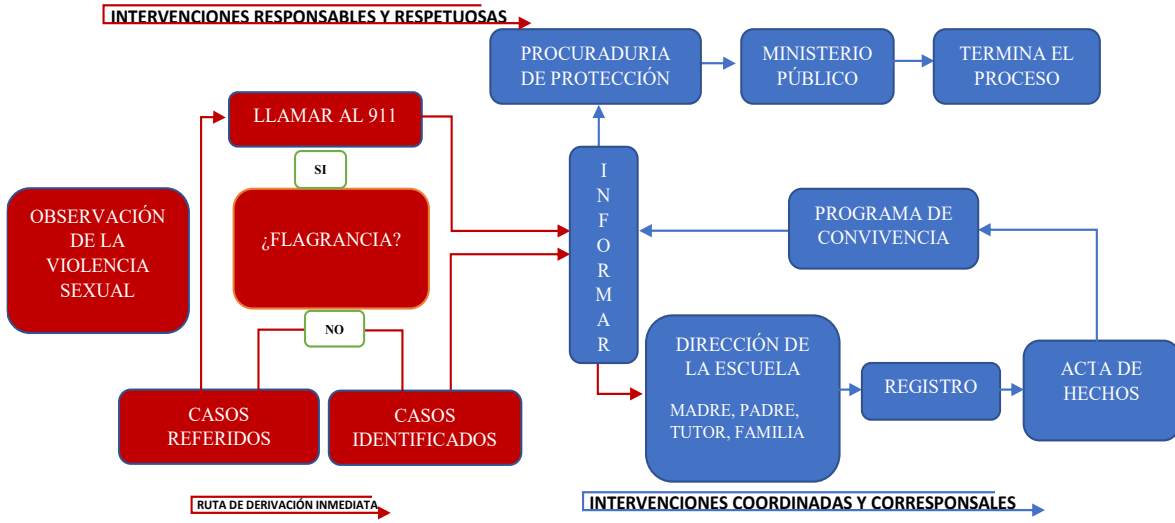 INTERVENCIONES RESPONSABLES Y RESPETUOSAS
PROCURADURIA
DE PROTECCIÓN
MINISTERIO
PÚBLICO
TERMINA EL
PROCESO
LLAMAR AL 911
SI
¿FLAGRANCIA?
NO
OBSERVACIÓN
DE LA
VIOLENCIA
SEXUAL
CASOS
REFERIDOS
CASOS
IDENTIFICADOS
I
N
F
O
R
M
A
R
PROGRAMA DE
CONVIVENCIA
DIRECCIÓN DE
LA ESCUELA
MADRE, PADRE,
TUTOR, FAMILIA
REGISTRO
ACTA DE
HECHOS
RUTA DE DERIVACIÓN INMEDIATA
INTERVENCIONES COORDINADAS Y CORRESPONSALES